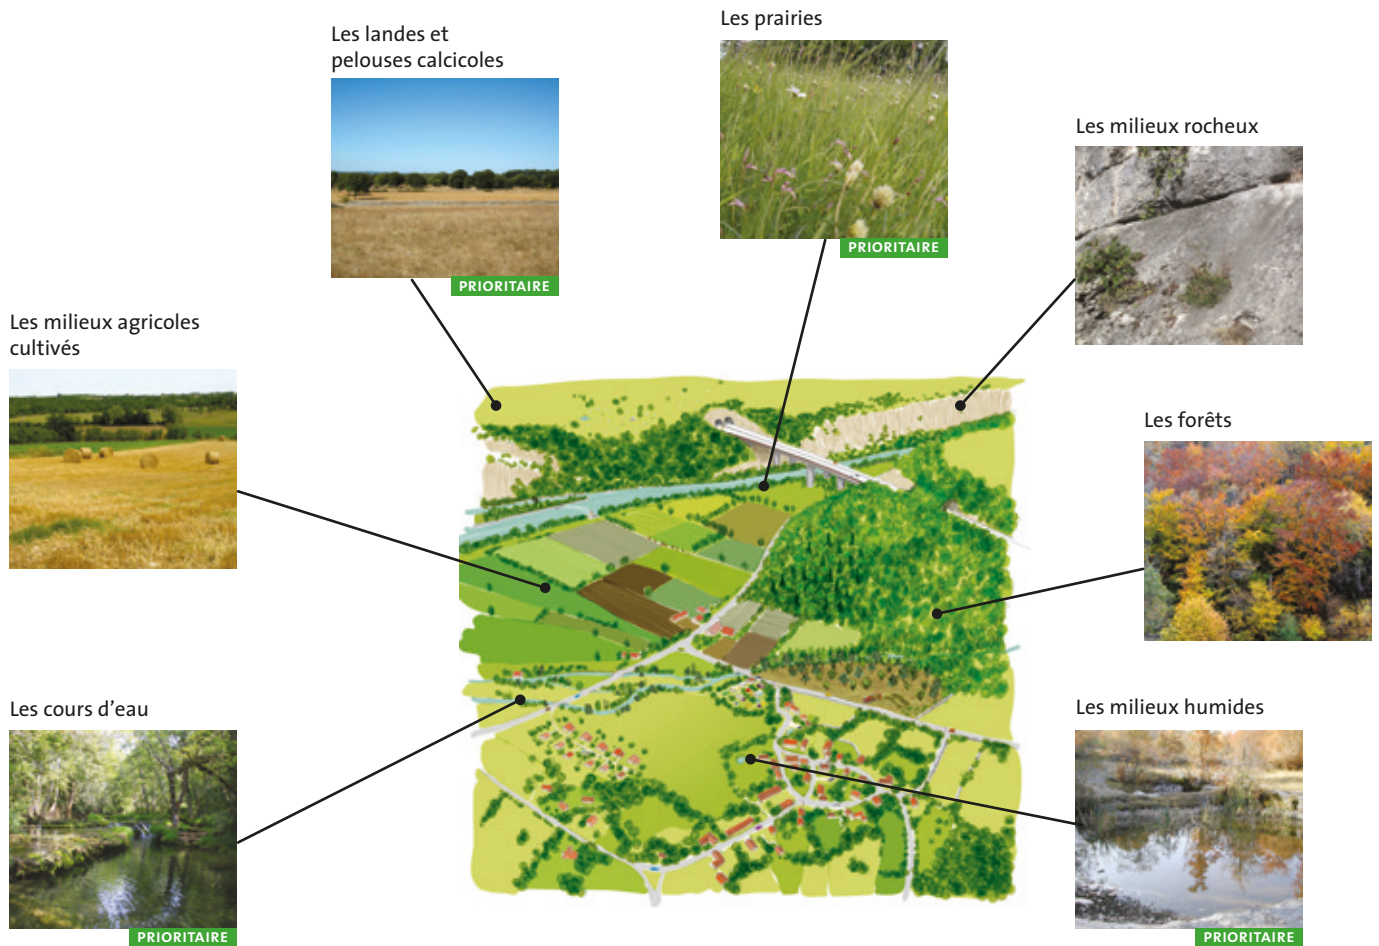 Les prairies
PRIORITAIRE
Les landes et
pelouses calcicoles
PRIORITAIRE
Les milieux rocheux
Les milieux agricoles
cultivés
Les forêts
Les cours d’eau
PRIORITAIRE
Les milieux humides
PRIORITAIRE